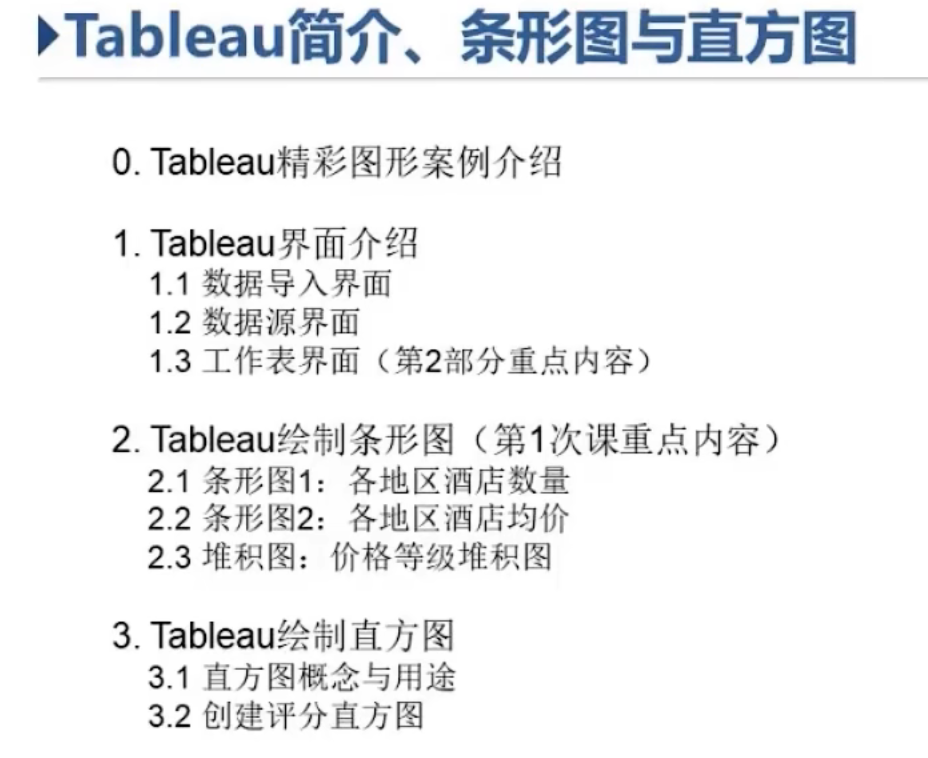 Tableau简介、条形图与直方图
0. Tableau精彩图形案例介绍
1. Tableau界面介绍
1.1 数据导入界面
1.2 数据源界面
1.3 工作表界面（第2部分重点内容）
2. Tableau绘制条形图（第1次课重点内容）
2.1 条形图1：各地区酒店数量
2.2 条形图2：各地区酒店均价
2.3 堆积图：价格等级堆积图
3. Tableau绘制直方图
3.1 直方图概念与用途
3.2 创建评分直方图